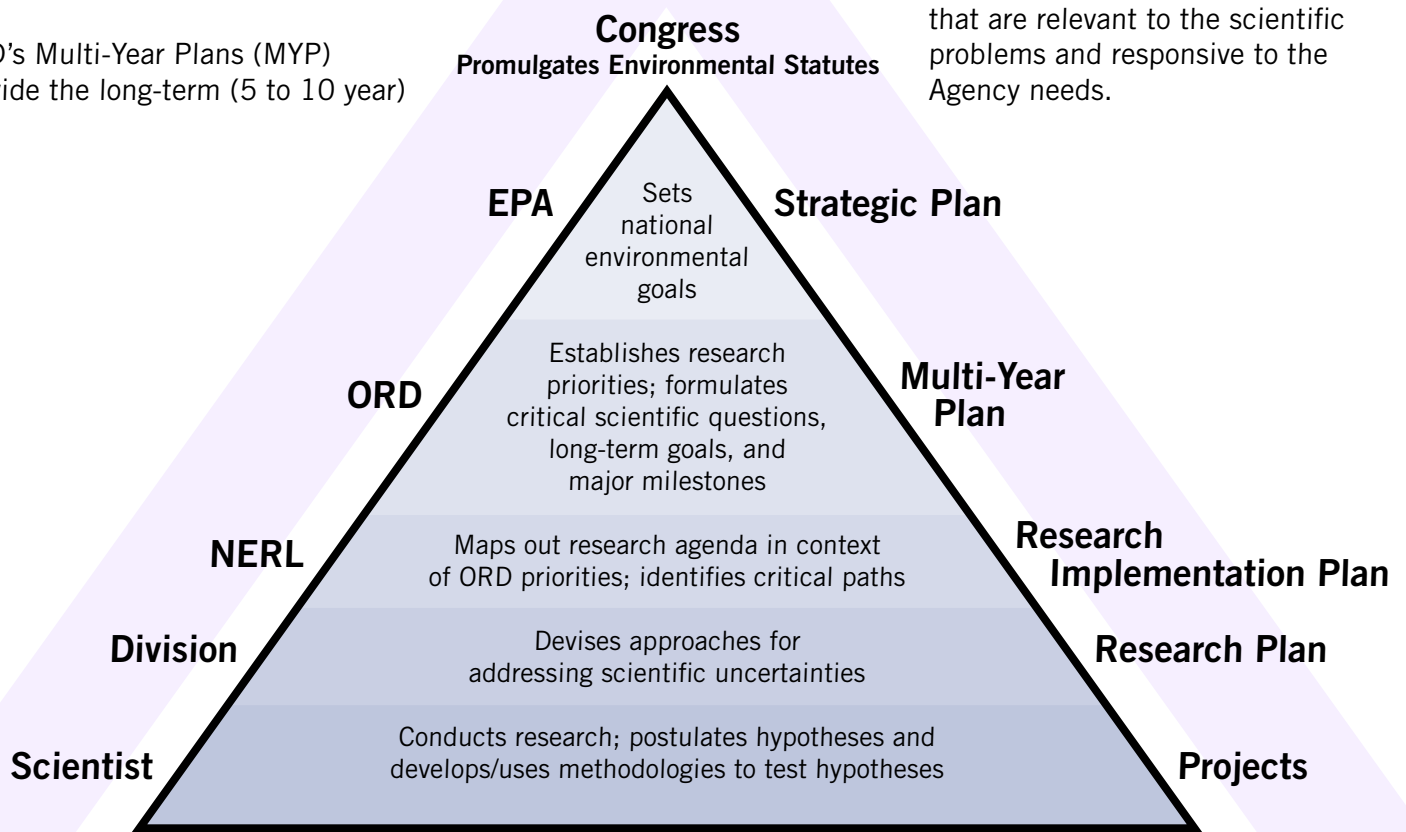 Multi-Year Plans (MYP)
the long-term (5 to 10 year)
that are relevant to the scientific
problems and responsive to the
Agency needs.
Congress
Promulgates Environmental Statutes
EPA
Sets
national
environmental
goals
Strategic Plan
ORD
Establishes research
priorities; formulates
critical scientific questions,
long-term goals, and
major milestones
Multi-Year
Plan
NERL
Maps out research agenda in context
of ORD priorities; identifies critical paths
Research
Implementation Plan
Division
Devises approaches for
addressing scientific uncertainties
Research Plan
Scientist
Conducts research; postulates hypotheses and
develops/uses methodologies to test hypotheses
Projects